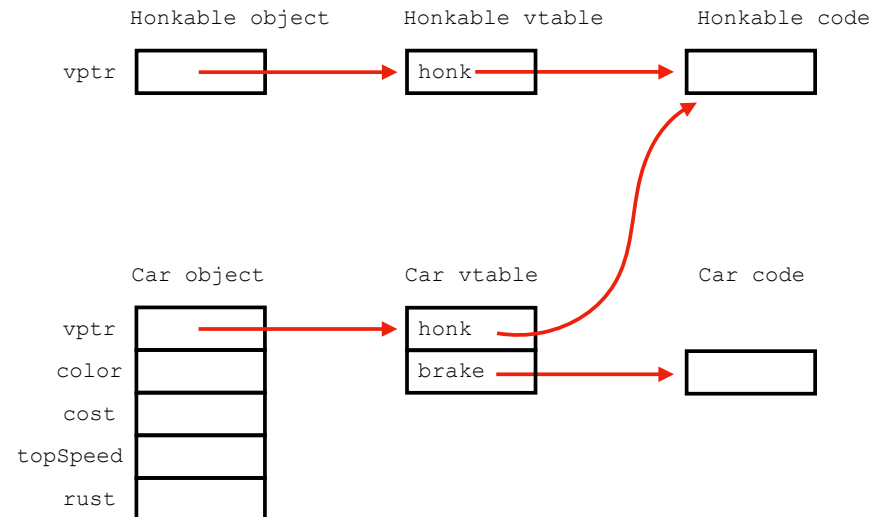 Honkable object Honkable vtable Honkable code
vptr honk
Car object Car vtable Car code
vptr honk
color brake
cost
topSpeed
rust